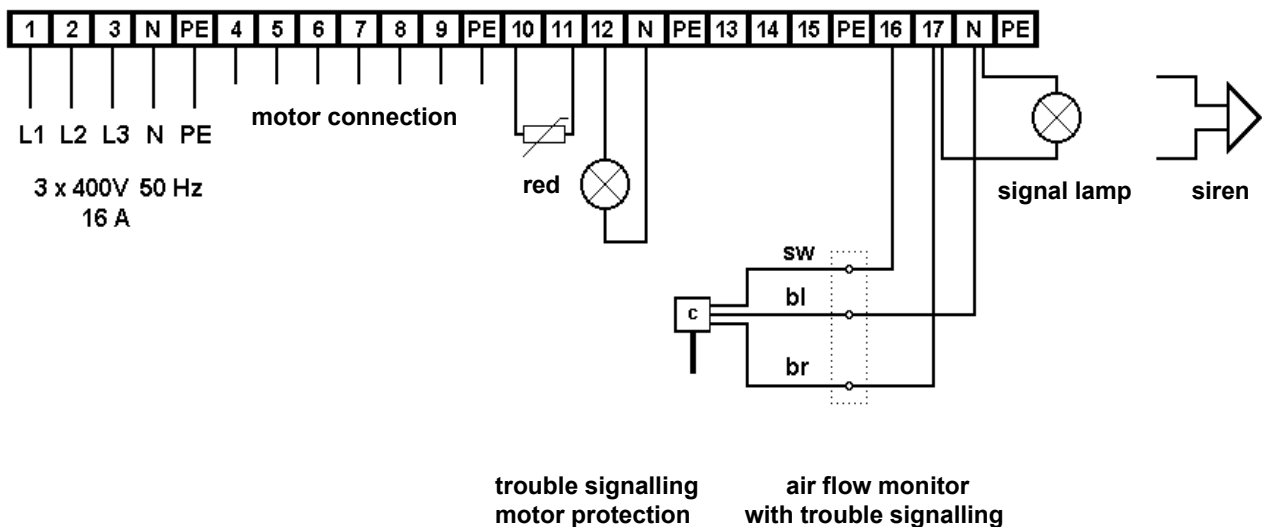 1 2 3 N PE 4 5 6 7 8 9 PE 10 11 12 N PE 13 14 15 PE 16 17 N PE
L1 L2 L3 N PE
motor connection
3 x 400V 50 Hz
16 A
red
signal lamp
siren
sw
bl
c
br
trouble signalling
motor protection
air flow monitor
with trouble signalling